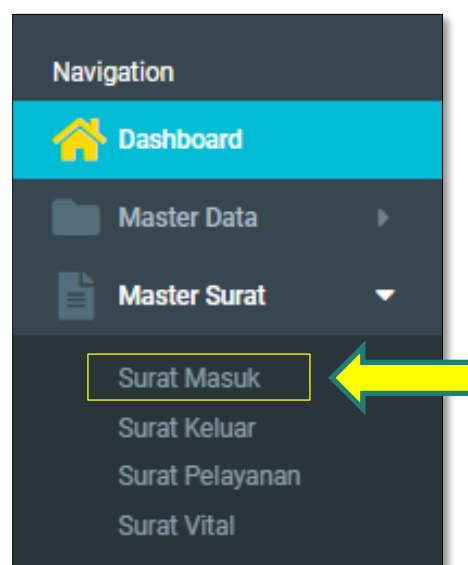 Navigation
Dashboard
Master Data
Master Surat
Surat Masuk
Surat Keluar
Surat Pelayanan
Surat Vital